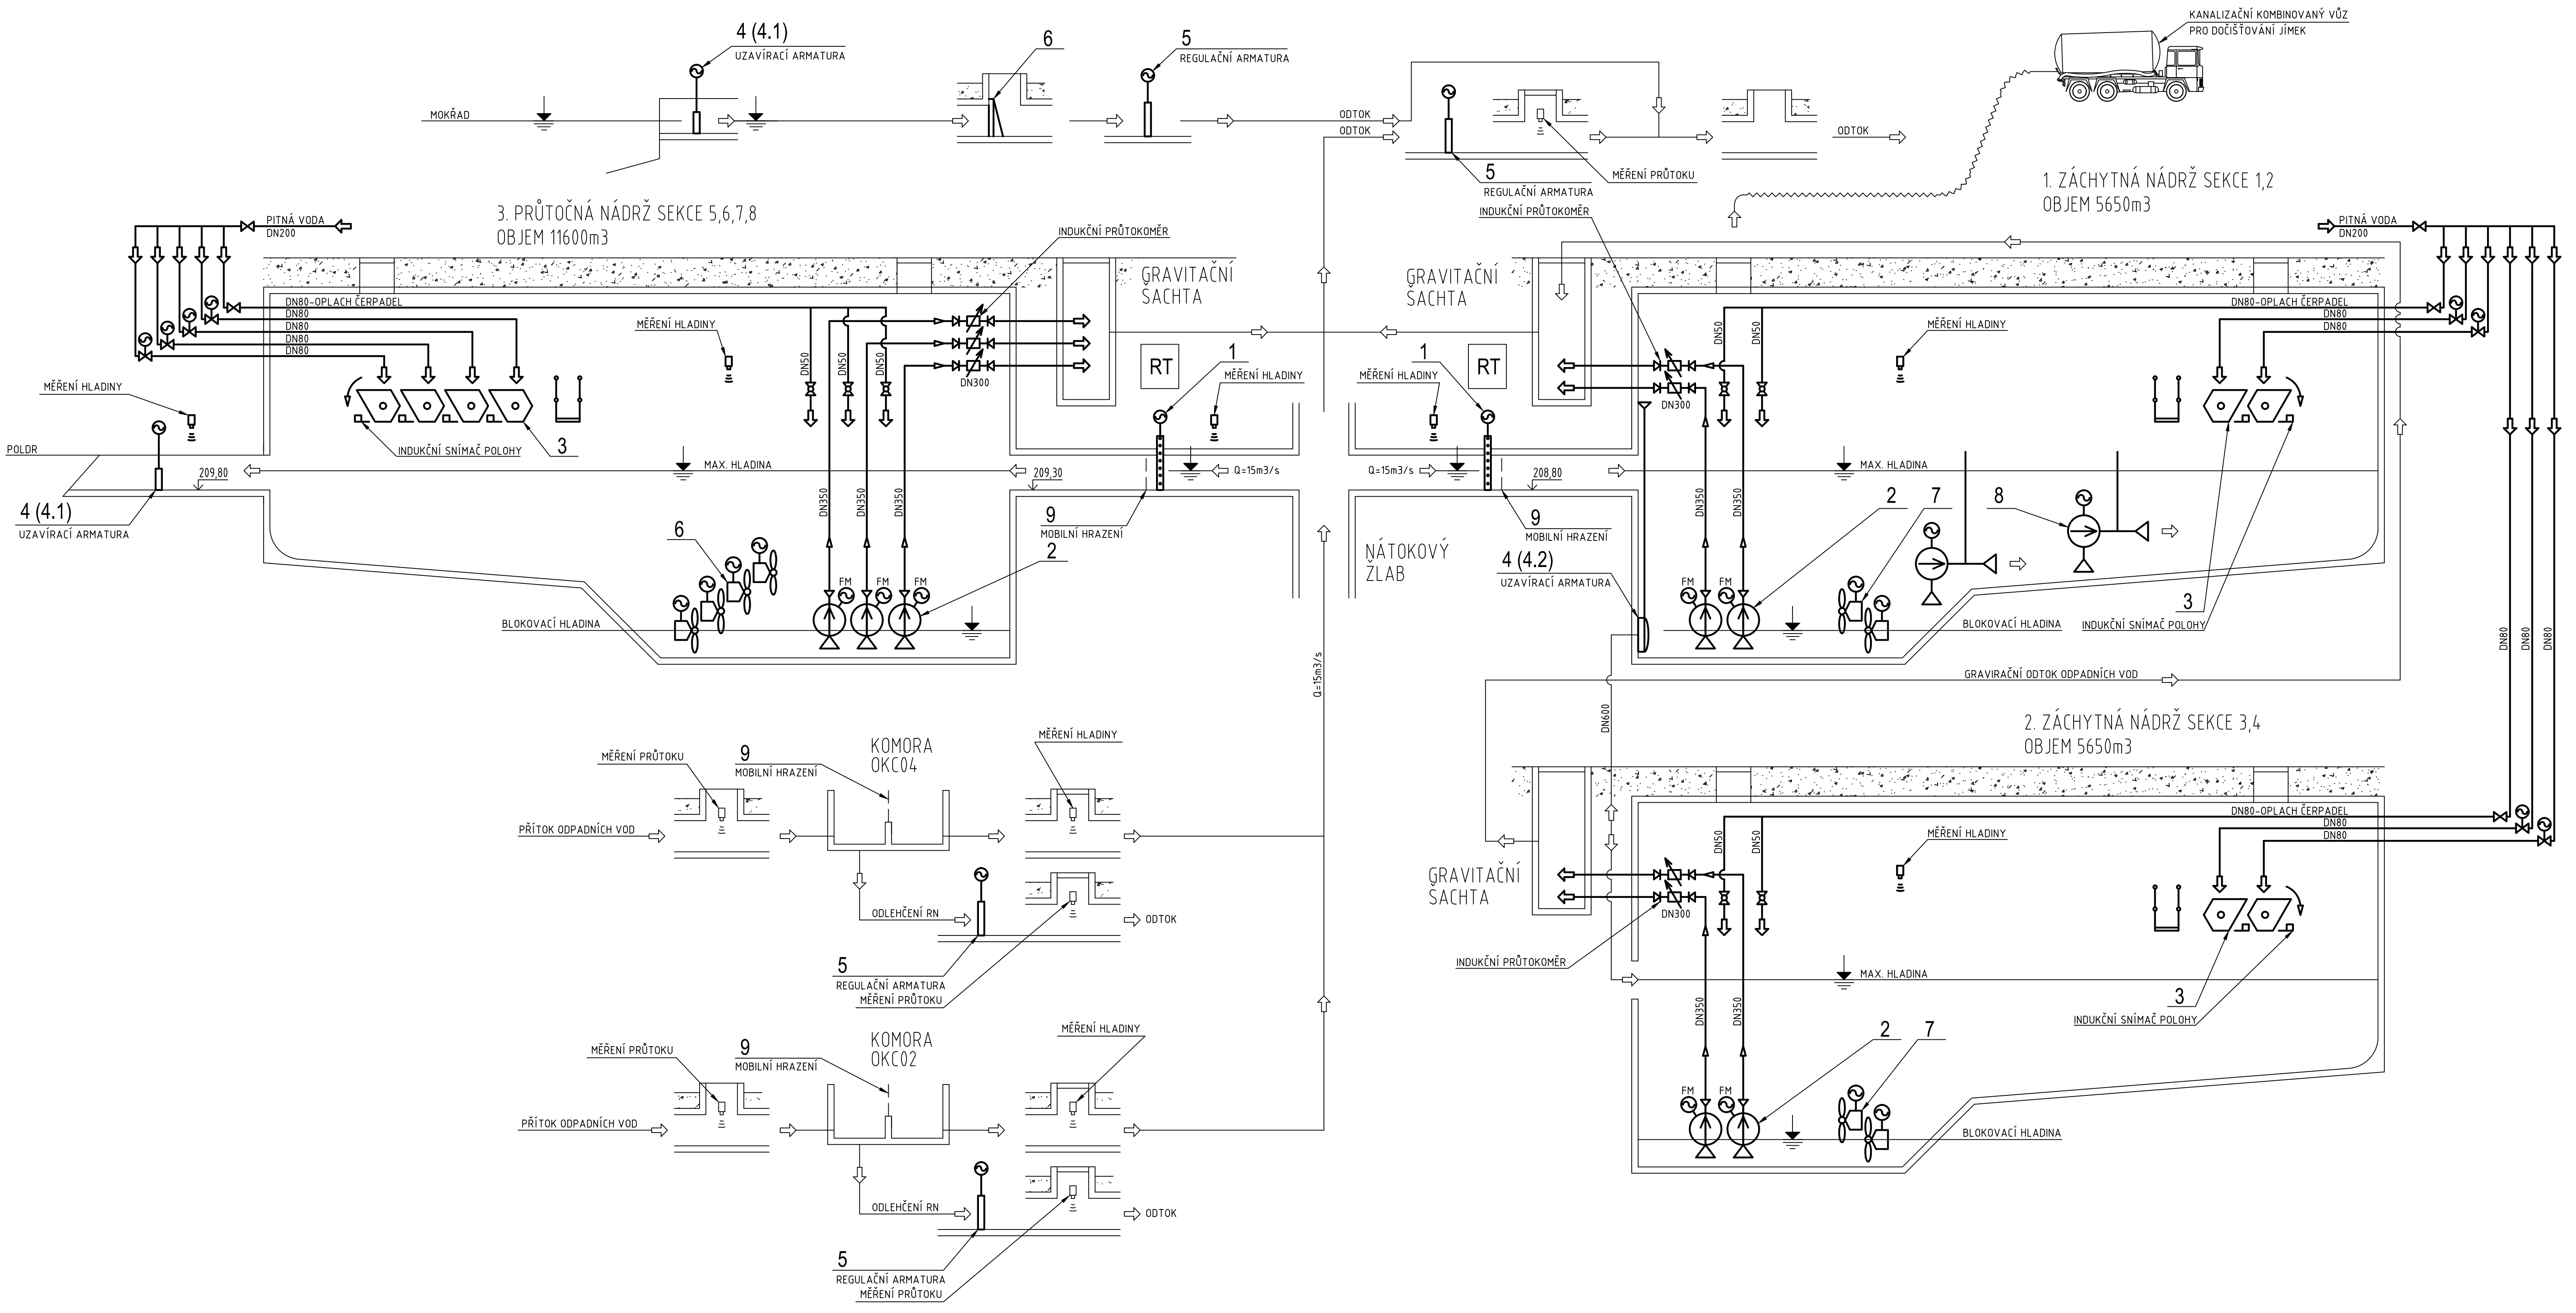 4 (4.1)
UZAVÍRACÍ ARMATURA
6
5
REGULAČNÍ ARMATURA
KANALIZAČNÍ KOMBINOVANÝ VŮZ
PRO DOČIŠŤOVÁNÍ JÍMEK
MOKŘAD
ODTOK
ODTOK
ODTOK
5
REGULAČNÍ ARMATURA
MĚŘENÍ PRŮTOKU
INDUKČNÍ PRŮTOKOMĚR
3. PRŮTOČNÁ NÁDRŽ SEKCE 5,6,7,8
OBJEM 11600m3
PITNÁ VODA
DN200
INDUKČNÍ PRŮTOKOMĚR
GRAVITAČNÍ
ŠACHTA
DN80-OPLACH ČERPADEL
DN80
DN80
DN80
DN80
MĚŘENÍ HLADINY
DN50
DN50
DN50
DN300
RT
1
MĚŘENÍ HLADINY
MĚŘENÍ HLADINY
INDUKČNÍ SNÍMAČ POLOHY
3
POLDR
209,80
MAX. HLADINA
209,30
Q=15m3/s
4 (4.1)
UZAVÍRACÍ ARMATURA
DN350
DN350
DN350
9
MOBILNÍ HRAZENÍ
6
2
FM
FM
FM
BLOKOVACÍ HLADINA
1. ZÁCHYTNÁ NÁDRŽ SEKCE 1,2
OBJEM 5650m3
PITNÁ VODA
DN200
GRAVITAČNÍ
ŠACHTA
DN80-OPLACH ČERPADEL
DN80
DN80
DN50
DN50
MĚŘENÍ HLADINY
RT
1
MĚŘENÍ HLADINY
DN300
Q=15m3/s
208,80
MAX. HLADINA
9
MOBILNÍ HRAZENÍ
DN350
DN350
2
7
8
NÁTOKOVÝ
ŽLAB
4 (4.2)
UZAVÍRACÍ ARMATURA
FM
FM
3
INDUKČNÍ SNÍMAČ POLOHY
BLOKOVACÍ HLADINA
DN80
DN80
DN80
Q=15m3/s
GRAVIRAČNÍ ODTOK ODPADNÍCH VOD
DN600
2. ZÁCHYTNÁ NÁDRŽ SEKCE 3,4
OBJEM 5650m3
DN80-OPLACH ČERPADEL
DN80
DN80
DN50
DN50
MĚŘENÍ HLADINY
GRAVITAČNÍ
ŠACHTA
DN300
INDUKČNÍ PRŮTOKOMĚR
MAX. HLADINA
3
INDUKČNÍ SNÍMAČ POLOHY
DN350
DN350
2
7
FM
FM
BLOKOVACÍ HLADINA
MĚŘENÍ PRŮTOKU
9
MOBILNÍ HRAZENÍ
KOMORA
OKC04
MĚŘENÍ HLADINY
PŘÍTOK ODPADNÍCH VOD
ODLEHČENÍ RN
ODTOK
5
REGULAČNÍ ARMATURA
MĚŘENÍ PRŮTOKU
MĚŘENÍ PRŮTOKU
9
MOBILNÍ HRAZENÍ
KOMORA
OKC02
MĚŘENÍ HLADINY
PŘÍTOK ODPADNÍCH VOD
ODLEHČENÍ RN
ODTOK
5
REGULAČNÍ ARMATURA
MĚŘENÍ PRŮTOKU